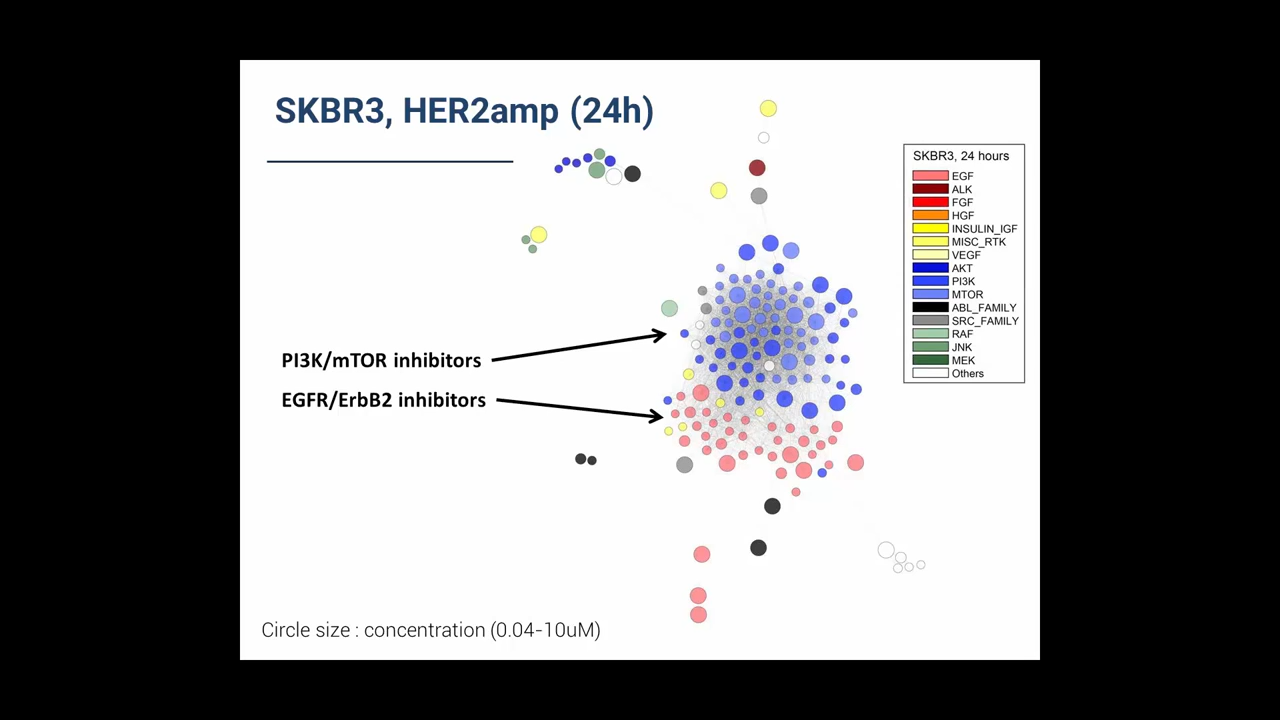 SKBR3, HER2amp (24h)
SKBR3, 24 hours
EGF
ALK
FGF
HGF
INSULIN_IGF
MISC_RTK
VEGF
AKT
PI3K
MTOR
ABL_FAMILY
SRC_FAMILY
RAF
JNK
MEK
Others
PI3K/mTOR inhibitors
EGFR/ErbB2 inhibitors
Circle size : concentration (0.04-10uM)